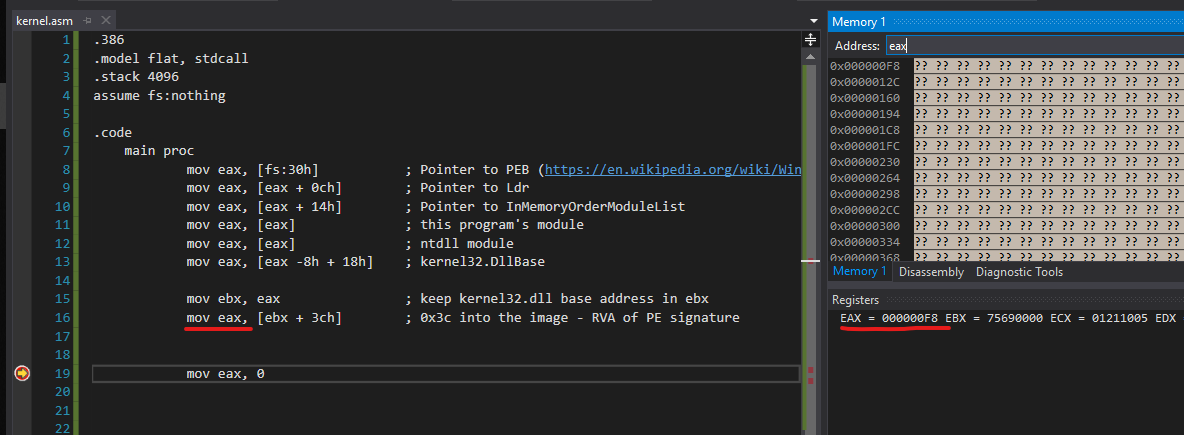 kernel.asm
1 .386
2 .model flat, stdcall
3 .stack 4096
4 assume fs:nothing
5
6 .code
7 main proc
8 mov eax, [fs:30h] ; Pointer to PEB (https://en.wikipedia.org/wiki/Win
9 mov eax, [eax + 0ch] ; Pointer to Ldr
10 mov eax, [eax + 14h] ; Pointer to InMemoryOrderModuleList
11 mov eax, [eax] ; this program's module
12 mov eax, [eax] ; ntdll module
13 mov eax, [eax -8h + 18h] ; kernel32.DllBase
14
15 mov ebx, eax ; keep kernel32.dll base address in ebx
16 mov eax, [ebx + 3ch] ; 0x3c into the image - RVA of PE signature
17
18
19 mov eax, 0
20
21
22
Memory 1
Address: eax
0x000000F8 ?? ?? ?? ?? ?? ?? ?? ?? ?? ?? ?? ?? ??
0x0000012C ?? ?? ?? ?? ?? ?? ?? ?? ?? ?? ?? ?? ??
0x00000160 ?? ?? ?? ?? ?? ?? ?? ?? ?? ?? ?? ?? ??
0x00000194 ?? ?? ?? ?? ?? ?? ?? ?? ?? ?? ?? ?? ??
0x000001C8 ?? ?? ?? ?? ?? ?? ?? ?? ?? ?? ?? ?? ??
0x000001FC ?? ?? ?? ?? ?? ?? ?? ?? ?? ?? ?? ?? ??
0x00000230 ?? ?? ?? ?? ?? ?? ?? ?? ?? ?? ?? ?? ??
0x00000264 ?? ?? ?? ?? ?? ?? ?? ?? ?? ?? ?? ?? ??
0x00000298 ?? ?? ?? ?? ?? ?? ?? ?? ?? ?? ?? ?? ??
0x000002CC ?? ?? ?? ?? ?? ?? ?? ?? ?? ?? ?? ?? ??
0x00000300 ?? ?? ?? ?? ?? ?? ?? ?? ?? ?? ?? ?? ??
0x00000334 ?? ?? ?? ?? ?? ?? ?? ?? ?? ?? ?? ?? ??
0x00000368 ?? ?? ?? ?? ?? ?? ?? ?? ?? ?? ?? ?? ??
Memory 1 Disassembly Diagnostic Tools
Registers
EAX = 000000F8 EBX = 75690000 ECX = 01211005 EDX